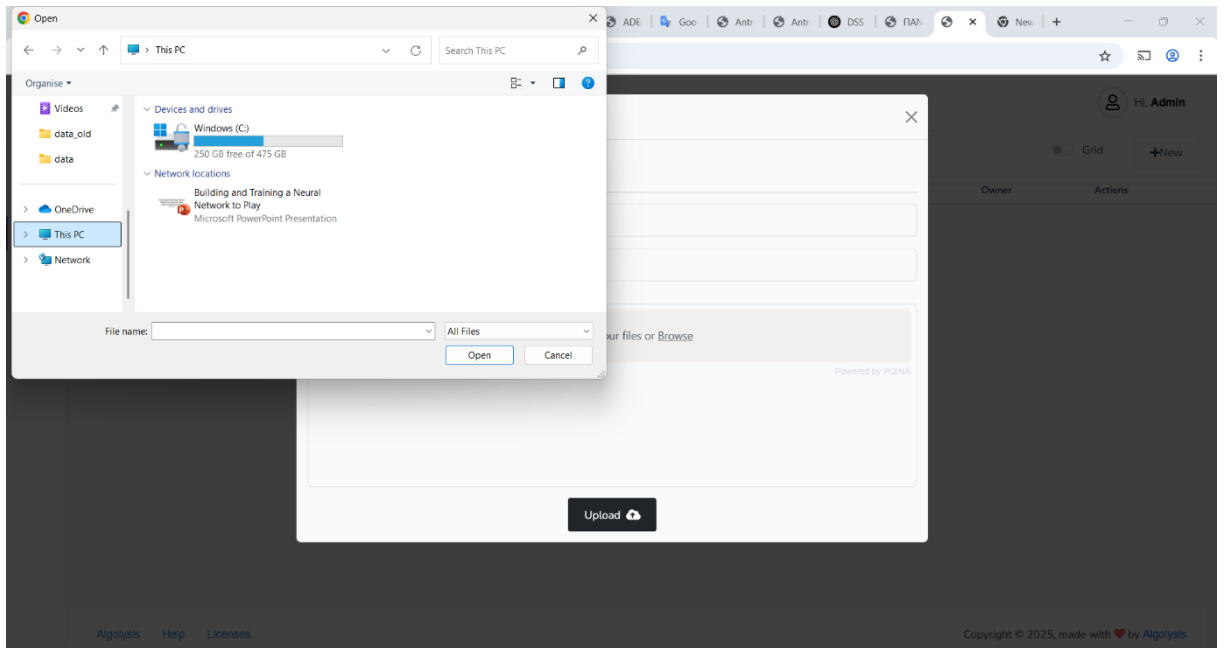 Open
ADE
Goo
Antr
Antr
DSS
ΠΑΝ
New
This PC
Search This PC
Organise
Hi, Admin
Videos
data_old
data
OneDrive
This PC
Network
Devices and drives
Windows (C:)
250 GB free of 475 GB
Network locations
Building and Training a Neural
Network to Play
Microsoft PowerPoint Presentation
Grid
+New
Owner
Actions
File name:
All Files
Open
Cancel
ur files or Browse
Powered by PQINA
Upload
Algolysis Help Licenses
Copyright © 2025, made with ❤ by Algolysis